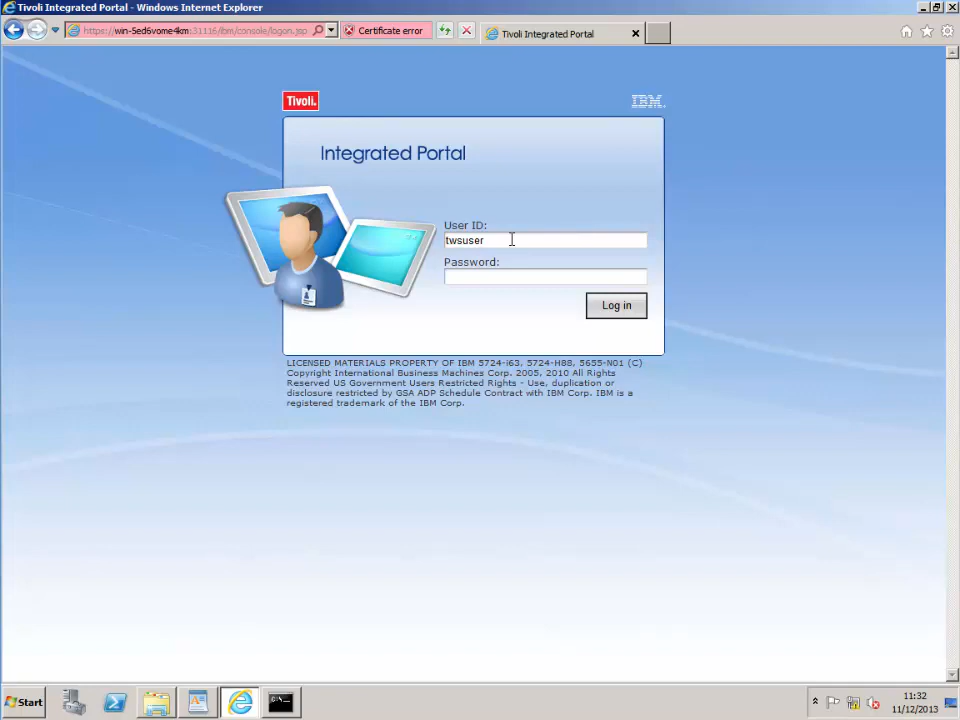 Tivoli Integrated Portal - Windows Internet Explorer
https://win-5ed6vome4km:31116/ibm/console/logon.jsp
Certificate error
Tivoli Integrated Portal
Tivoli.
IBM.
Integrated Portal
User ID:
twsuser
Password:
Log in
LICENSED MATERIALS PROPERTY OF IBM 5724-i63, 5724-H88, 5655-N01 (C)
Copyright International Business Machines Corp. 2005, 2010 All Rights
Reserved US Government Users Restricted Rights - Use, duplication or
disclosure restricted by GSA ADP Schedule Contract with IBM Corp. IBM is a
registered trademark of the IBM Corp.
Start
11:32
11/12/2013